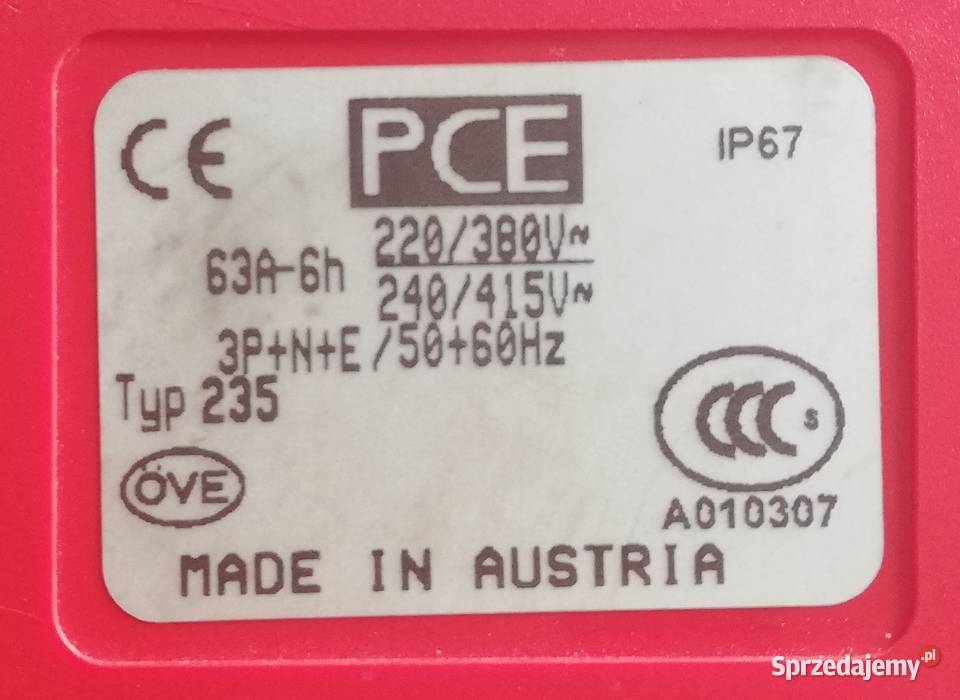 CE PCE IP67
220/380V~
63A-6h
240/415V~
3P+N+E/50+60Hz
Typ 235
CCC S
ÖVE
A010307
MADE IN AUSTRIA
Sprzedajemy.pl